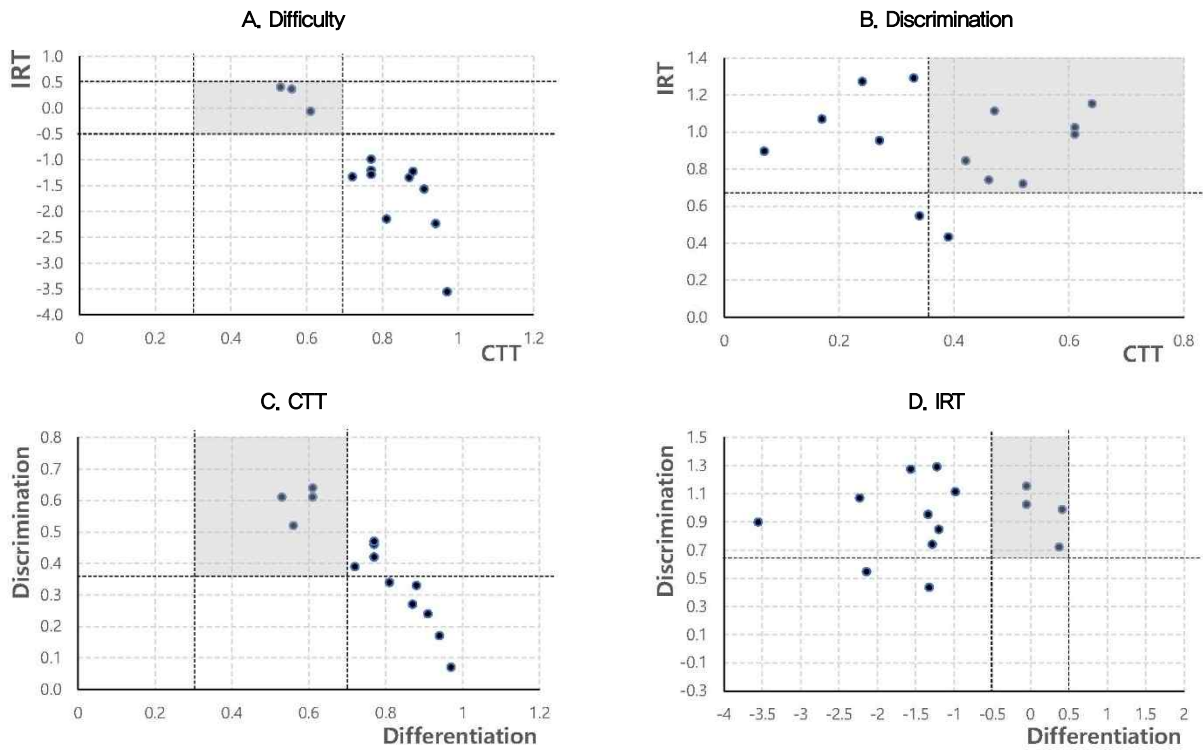 A. Difficulty
IRT
1.0
0.5
0.0
-0.5
-1.0
-1.5
-2.0
-2.5
-3.0
-3.5
-4.0
0 0.2 0.4 0.6 0.8 1 1.2
CTT
B. Discrimination
IRT
1.4
1.2
1.0
0.8
0.6
0.4
0.2
0.0
0 0.2 0.4 0.6 0.8
CTT
C. CTT
Discrimination
0.8
0.7
0.6
0.5
0.4
0.3
0.2
0.1
0.0
0 0.2 0.4 0.6 0.8 1 1.2
Differentiation
D. IRT
Discrimination
1.5
1.3
1.1
0.9
0.7
0.5
0.3
0.1
-0.1
-0.3
-4 -3.5 -3 -2.5 -2 -1.5 -1 -0.5 0 0.5 1 1.5 2
Differentiation